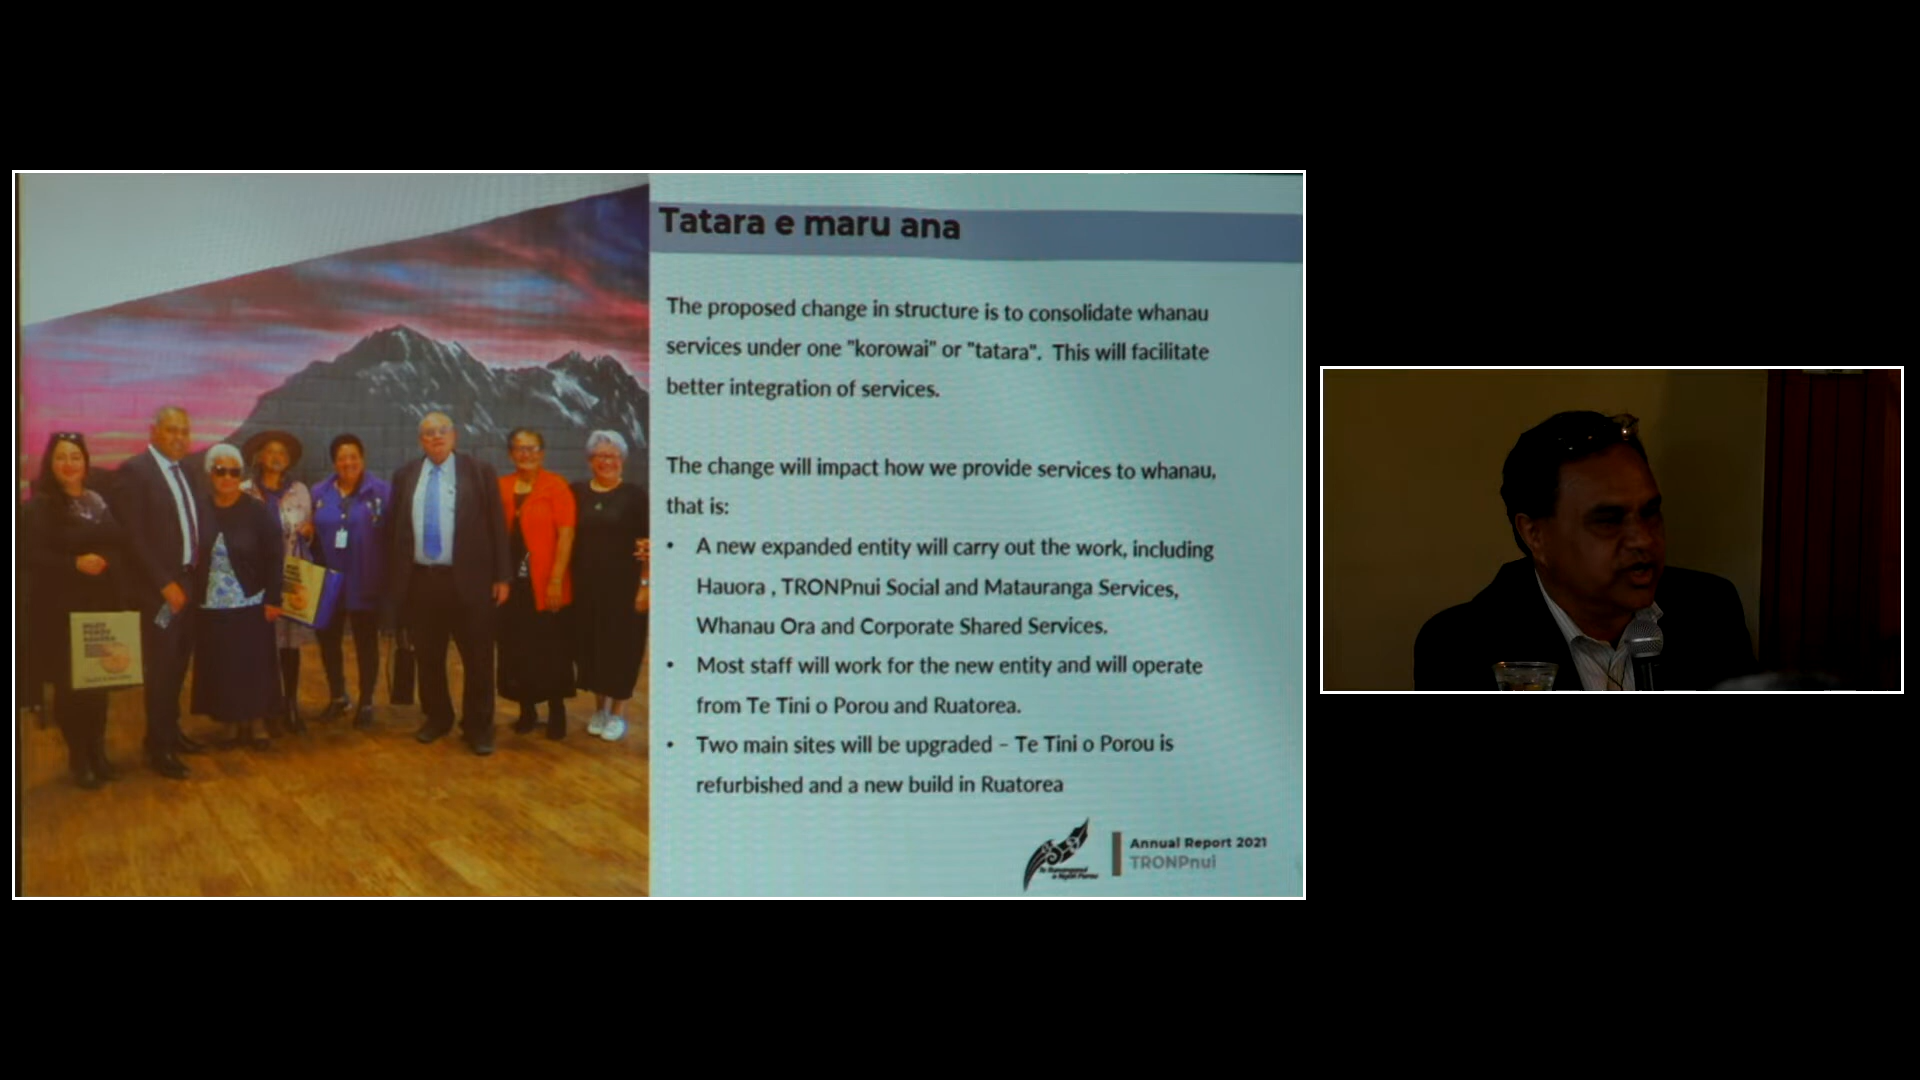 Tatara e maru ana
The proposed change in structure is to consolidate whanau
services under one "korowai" or "tatara". This will facilitate
better integration of services.
The change will impact how we provide services to whanau,
that is:
• A new expanded entity will carry out the work, including
Hauora , TRONPnui Social and Matauranga Services,
Whanau Ora and Corporate Shared Services.
• Most staff will work for the new entity and will operate
from Te Tini o Porou and Ruatorea.
• Two main sites will be upgraded – Te Tini o Porou is
refurbished and a new build in Ruatorea
Te Runanganui
o Ngati Porou
Annual Report 2021
TRONPnui